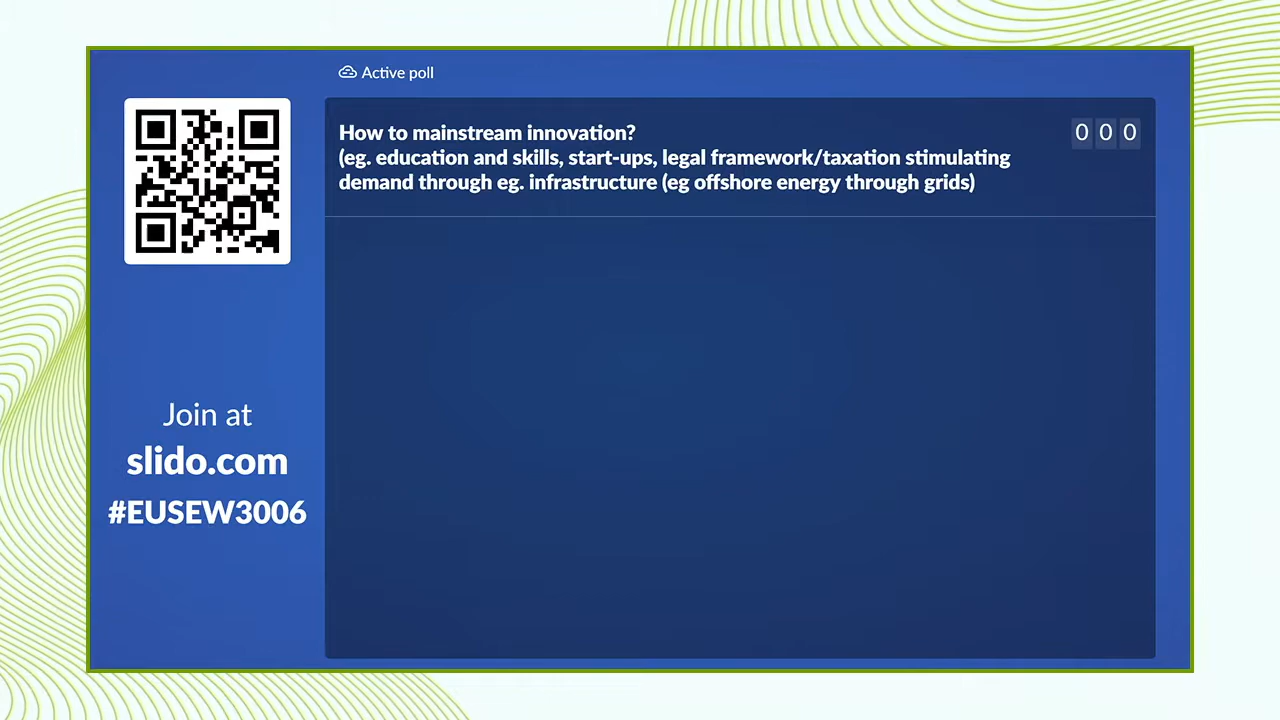 Active poll
How to mainstream innovation?
(eg. education and skills, start-ups, legal framework/taxation stimulating
demand through eg. infrastructure (eg offshore energy through grids)
0 0 0
Join at
slido.com
#EUSEW3006